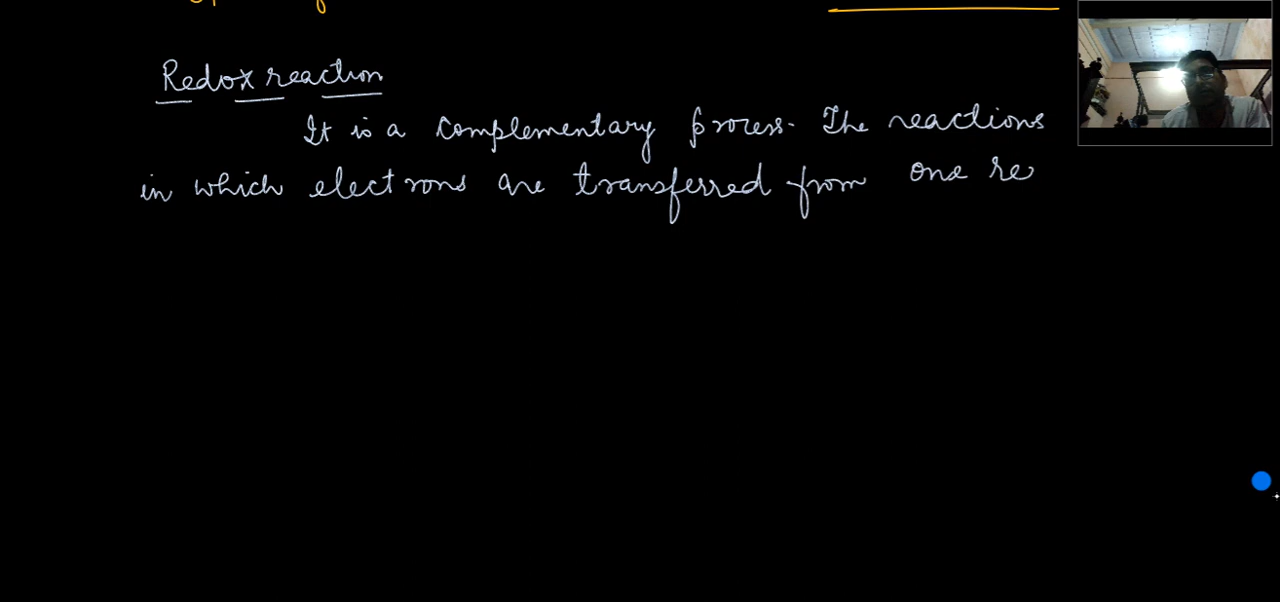 Redox reaction
It is a complementary process. The reactions
in which electrons are transferred from one re